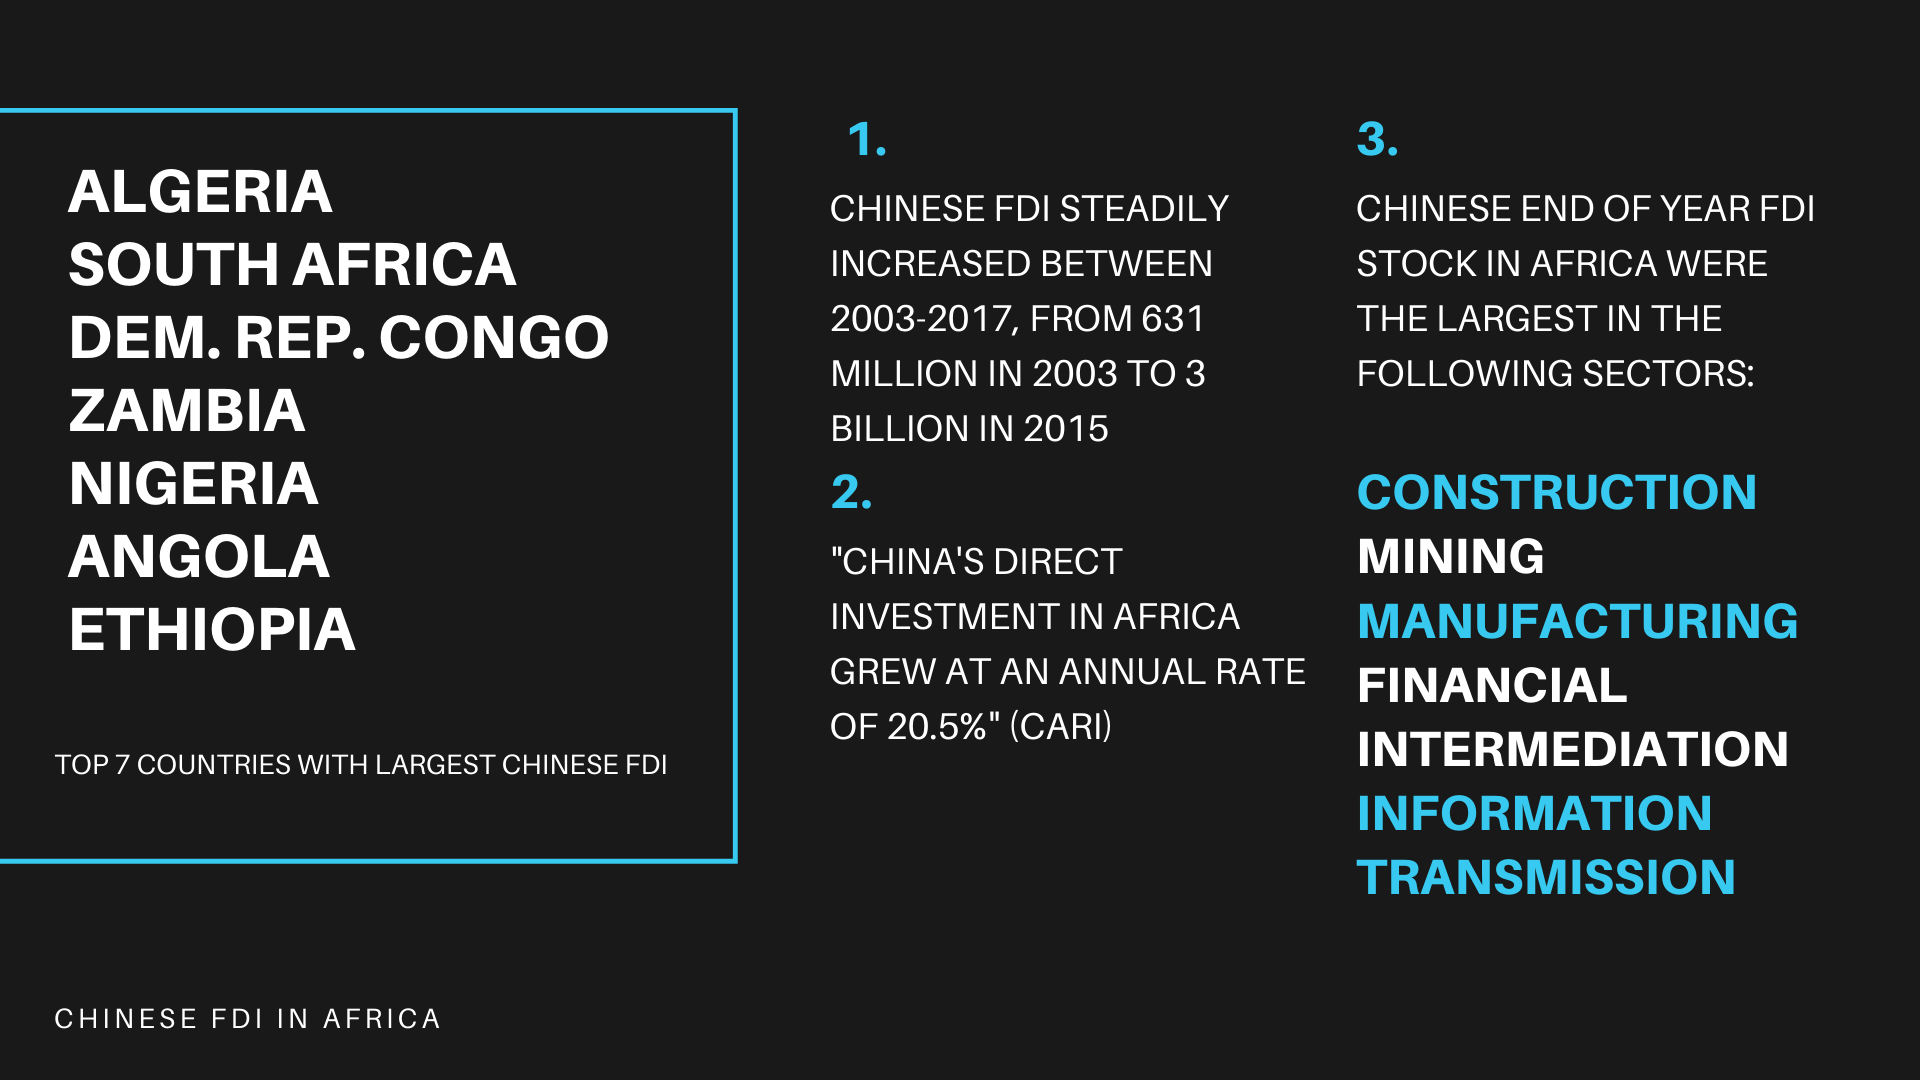 ALGERIA
SOUTH AFRICA
DEM. REP. CONGO
ZAMBIA
NIGERIA
ANGOLA
ETHIOPIA
TOP 7 COUNTRIES WITH LARGEST CHINESE FDI
1.
CHINESE FDI STEADILY
INCREASED BETWEEN
2003-2017, FROM 631
MILLION IN 2003 TO 3
BILLION IN 2015
2.
"CHINA'S DIRECT
INVESTMENT IN AFRICA
GREW AT AN ANNUAL RATE
OF 20.5%" (CARI)
3.
CHINESE END OF YEAR FDI
STOCK IN AFRICA WERE
THE LARGEST IN THE
FOLLOWING SECTORS:
CONSTRUCTION
MINING
MANUFACTURING
FINANCIAL
INTERMEDIATION
INFORMATION
TRANSMISSION
CHINESE FDI IN AFRICA